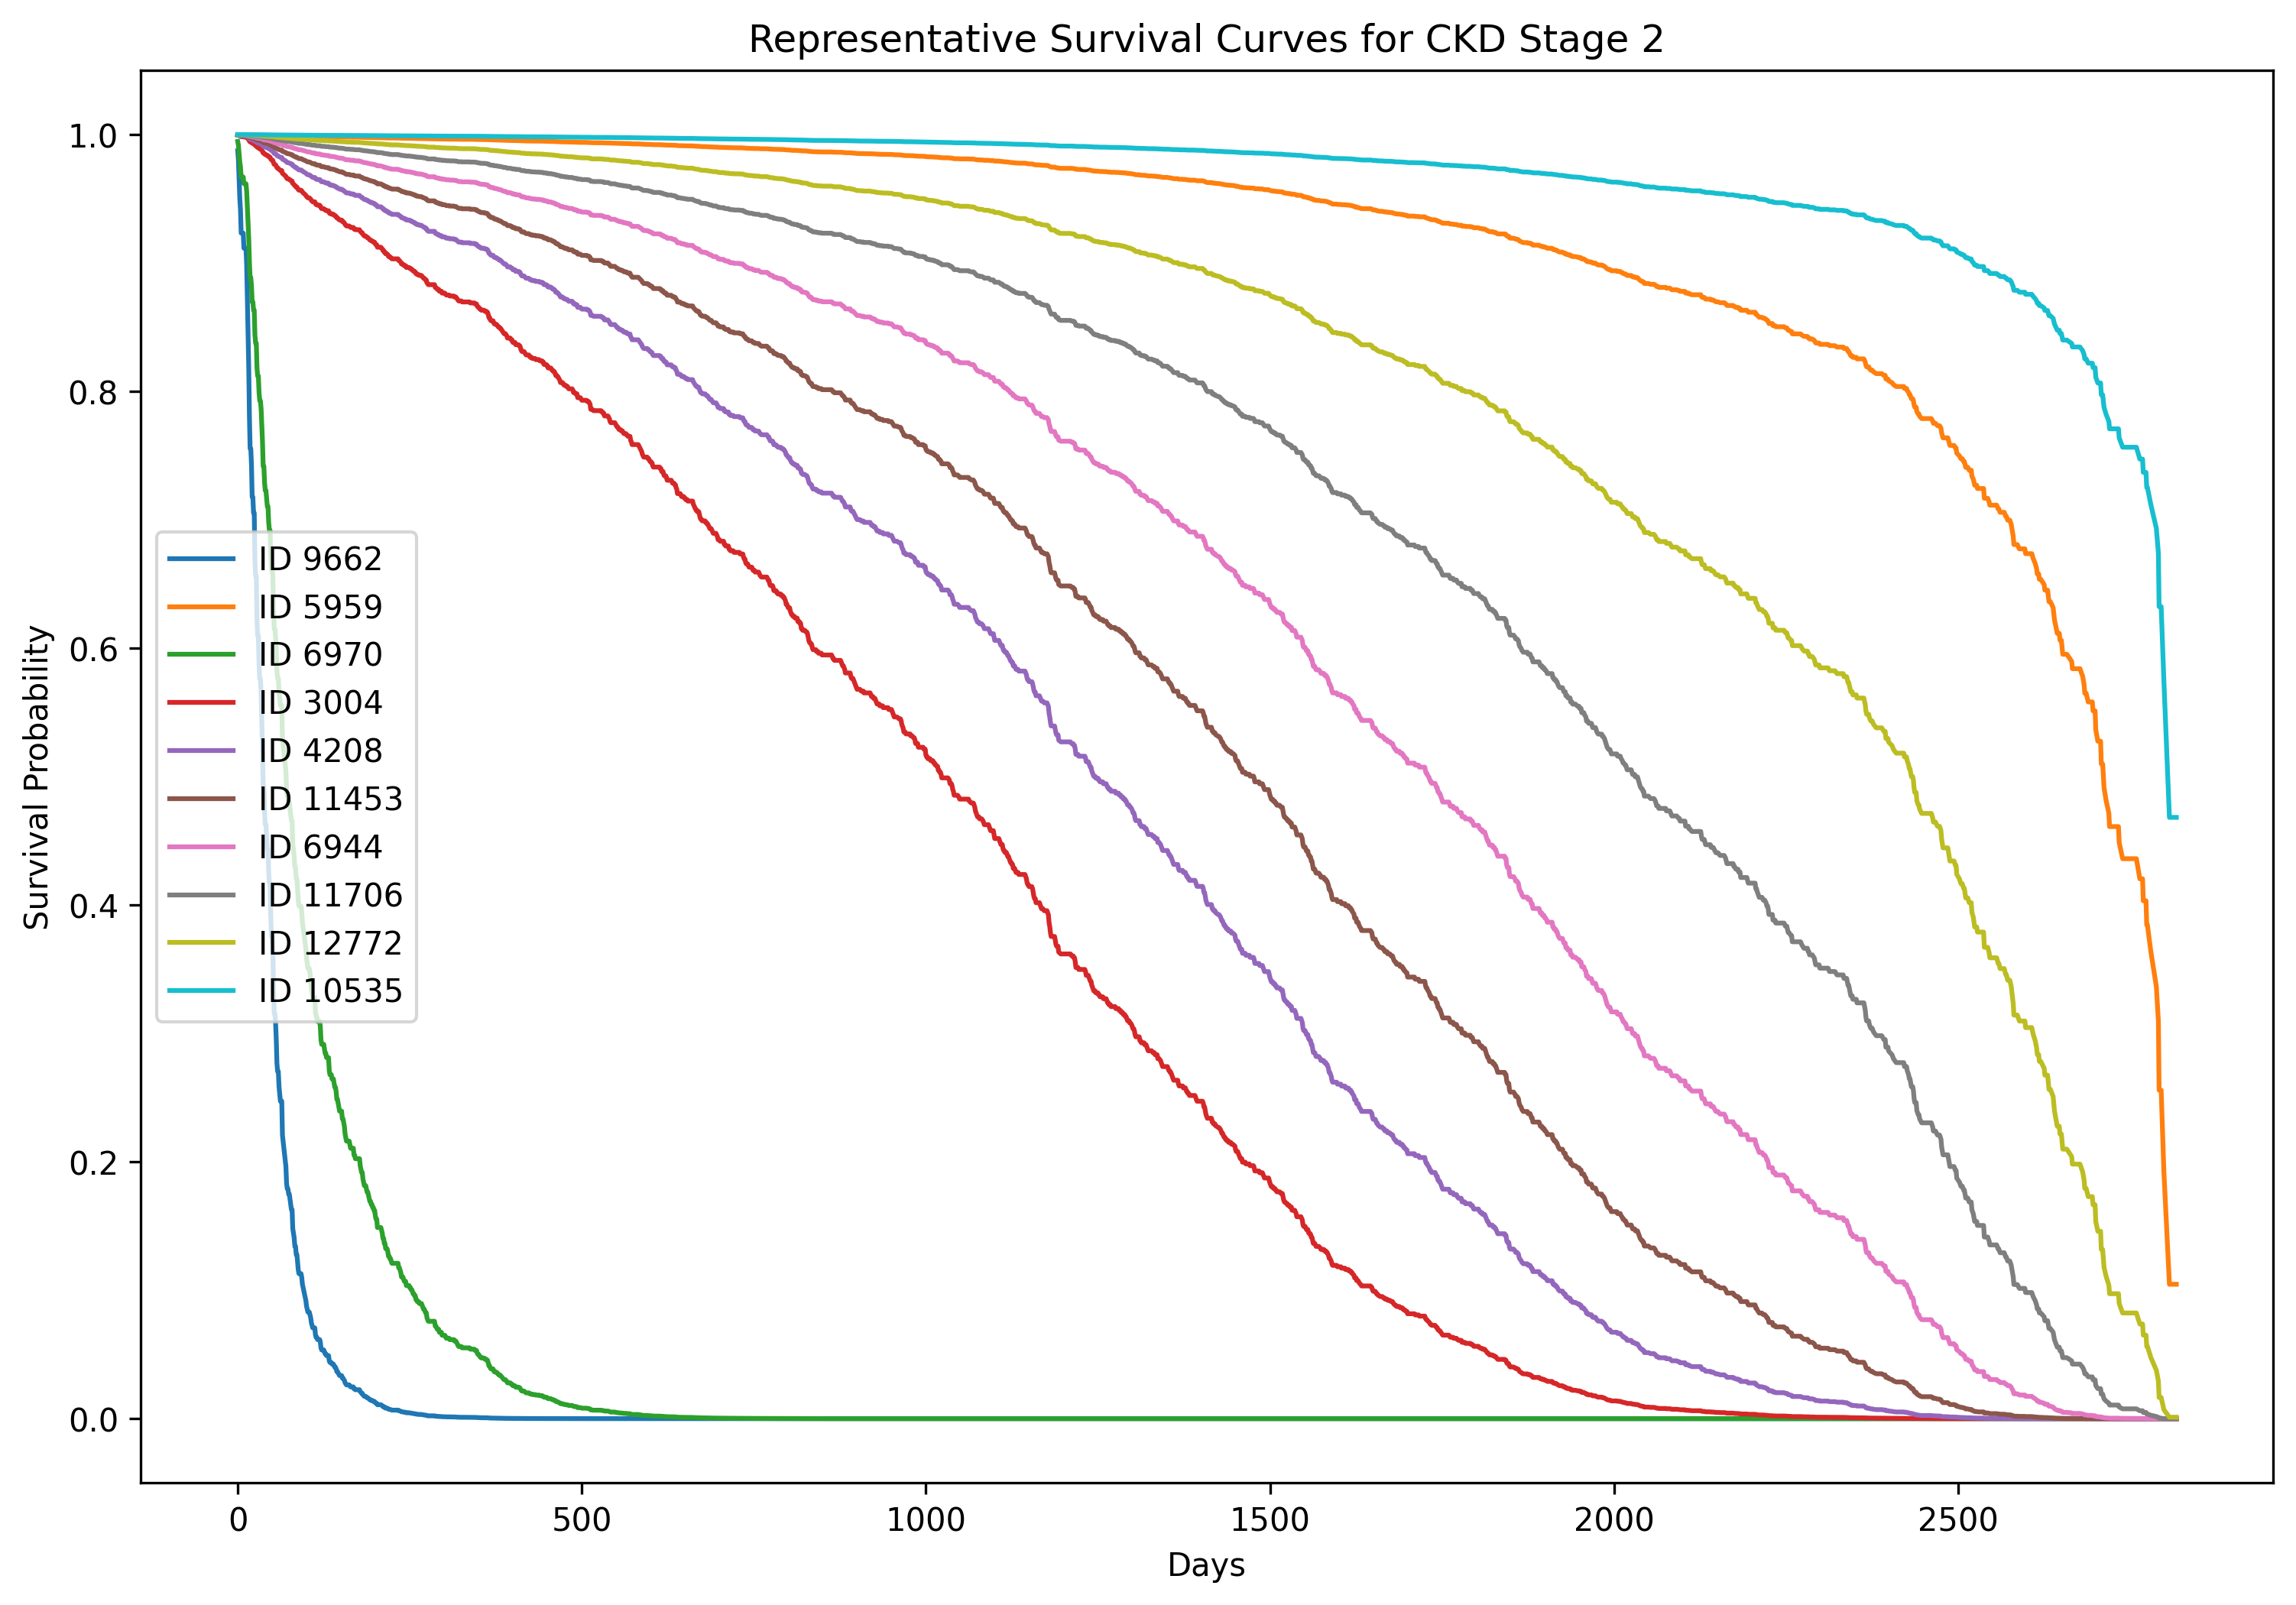 Representative Survival Curves for CKD Stage 2
Survival Probability
1.0
0.8
0.6
0.4
0.2
0.0
ID 9662
ID 5959
ID 6970
ID 3004
ID 4208
ID 11453
ID 6944
ID 11706
ID 12772
ID 10535
0 500 1000 1500 2000 2500
Days